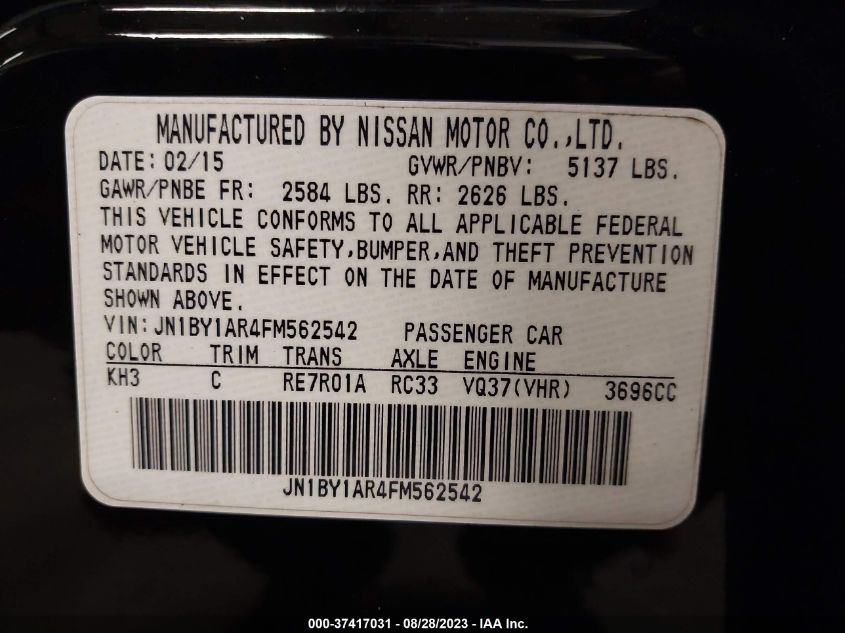 MANUFACTURED BY NISSAN MOTOR CO.,LTD.
DATE: 02/15 GVWR/PNBV: 5137 LBS.
GAWR/PNBE FR: 2584 LBS. RR: 2626 LBS.
THIS VEHICLE CONFORMS TO ALL APPLICABLE FEDERAL
MOTOR VEHICLE SAFETY,BUMPER,AND THEFT PREVENTION
STANDARDS IN EFFECT ON THE DATE OF MANUFACTURE
SHOWN ABOVE.
VIN:JN1BY1AR4FM562542 PASSENGER CAR
COLOR TRIM TRANS AXLE ENGINE
KH3 C RE7R01A RC33 VQ37(VHR) 3696CC
JN1BY1AR4FM562542
000-37417031 - 08/28/2023 - IAA Inc.